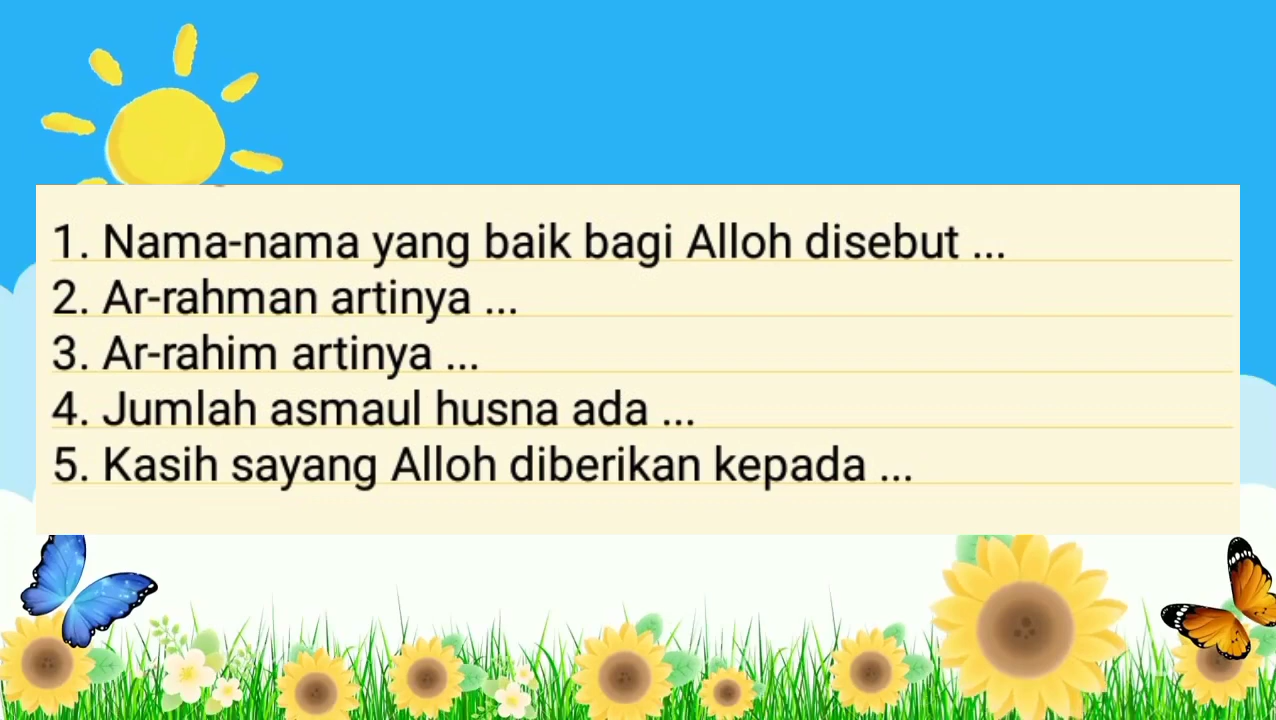 1. Nama-nama yang baik bagi Alloh disebut ...
2. Ar-rahman artinya ...
3. Ar-rahim artinya ...
4. Jumlah asmaul husna ada ...
5. Kasih sayang Alloh diberikan kepada ...